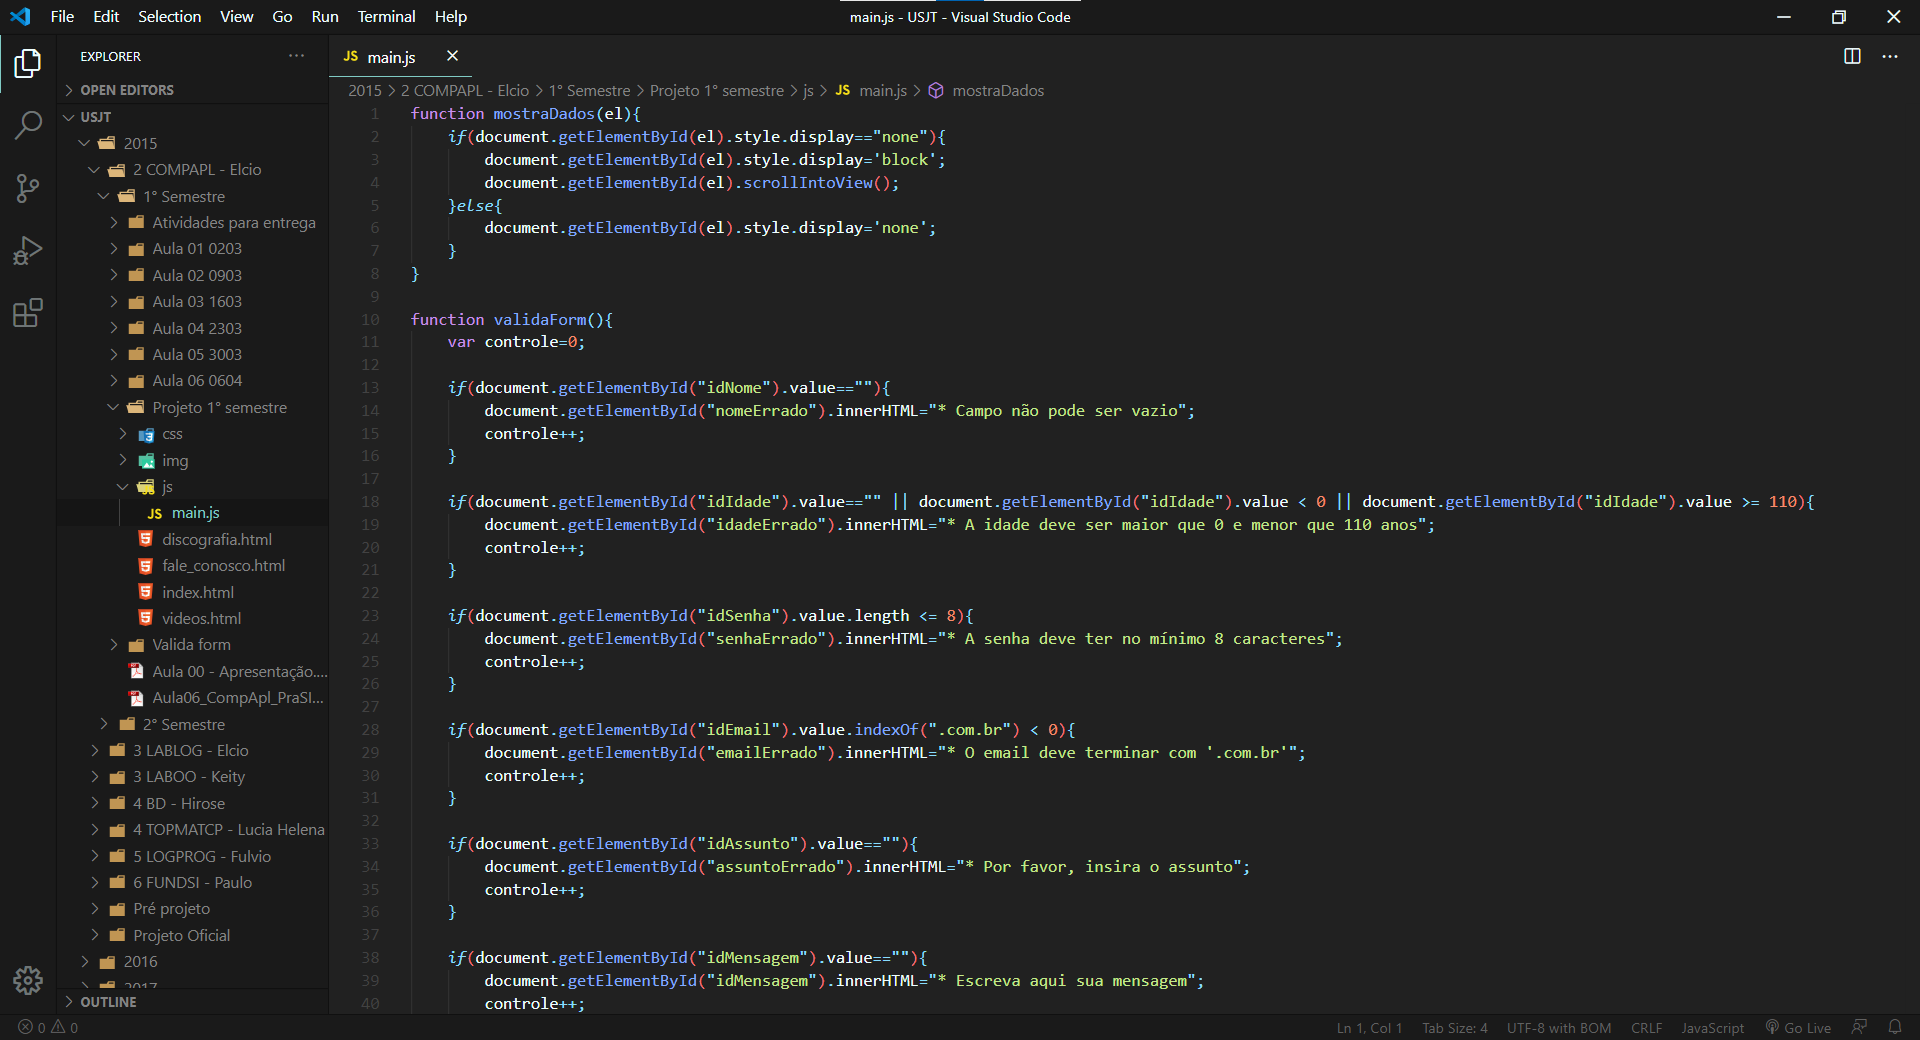 File Edit Selection View Go Run Terminal Help
main.js - USJT - Visual Studio Code
EXPLORER
OPEN EDITORS
USJT
2015
2 COMPAPL - Elcio
1° Semestre
Atividades para entrega
Aula 01 0203
Aula 02 0903
Aula 03 1603
Aula 04 2303
Aula 05 3003
Aula 06 0604
Projeto 1° semestre
css
img
js
JS main.js
discografia.html
fale_conosco.html
index.html
videos.html
Valida form
Aula 00 - Apresentação....
Aula06_CompApl_PraSI...
2° Semestre
3 LABLOG - Elcio
3 LABOO - Keity
4 BD - Hirose
4 TOPMATCP - Lucia Helena
5 LOGPROG - Fulvio
6 FUNDSI - Paulo
Pré projeto
Projeto Oficial
2016
2017
OUTLINE
JS main.js
2015 > 2 COMPAPL - Elcio > 1° Semestre > Projeto 1° semestre > js > JS main.js > mostraDados
1 function mostraDados(el){
2 if(document.getElementById(el).style.display=="none"){
3 document.getElementById(el).style.display='block';
4 document.getElementById(el).scrollIntoView();
5 }else{
6 document.getElementById(el).style.display='none';
7 }
8 }
9
10 function validaForm(){
11 var controle=0;
12
13 if(document.getElementById("idNome").value==""){
14 document.getElementById("nomeErrado").innerHTML="* Campo não pode ser vazio";
15 controle++;
16 }
17
18 if(document.getElementById("idIdade").value=="" || document.getElementById("idIdade").value < 0 || document.getElementById("idIdade").value >= 110){
19 document.getElementById("idadeErrado").innerHTML="* A idade deve ser maior que 0 e menor que 110 anos";
20 controle++;
21 }
22
23 if(document.getElementById("idSenha").value.length <= 8){
24 document.getElementById("senhaErrado").innerHTML="* A senha deve ter no mínimo 8 caracteres";
25 controle++;
26 }
27
28 if(document.getElementById("idEmail").value.indexOf(".com.br") < 0){
29 document.getElementById("emailErrado").innerHTML="* O email deve terminar com '.com.br'";
30 controle++;
31 }
32
33 if(document.getElementById("idAssunto").value==""){
34 document.getElementById("assuntoErrado").innerHTML="* Por favor, insira o assunto";
35 controle++;
36 }
37
38 if(document.getElementById("idMensagem").value==""){
39 document.getElementById("idMensagem").innerHTML="* Escreva aqui sua mensagem";
40 controle++;
0 0
Ln 1, Col 1 Tab Size: 4 UTF-8 with BOM CRLF JavaScript Go Live